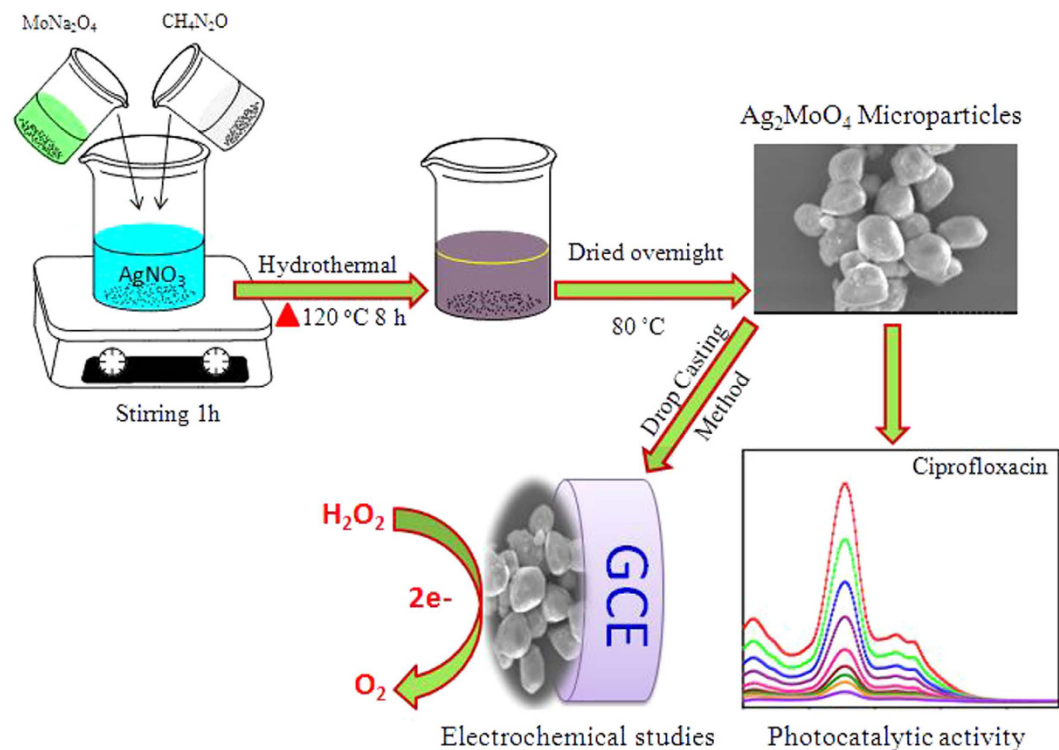 MoNa₂O₄
CH₄N₂O
Ag₂MoO₄ Microparticles
AgNO₃
Hydrothermal
120 °C 8 h
Dried overnight
80 °C
Stirring 1h
Drop Casting
Method
Ciprofloxacin
H₂O₂
2e-
O₂
GCE
Electrochemical studies
Photocatalytic activity